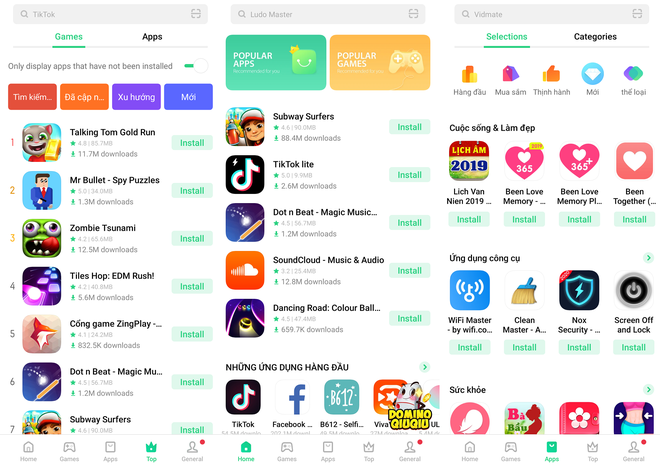 TikTok
Games
Apps
Only display apps that have not been installed
Tìm kiếm...
Đã cập n...
Xu hướng
Mới
1
Talking Tom Gold Run
4.8 | 85.7MB
11.7M downloads
Install
2
Mr Bullet - Spy Puzzles
5.0 | 34.0MB
1.3M downloads
Install
3
Zombie Tsunami
4.2 | 65.6MB
12.5M downloads
Install
4
Tiles Hop: EDM Rush!
4.2 | 40.8MB
5.6M downloads
Install
5
Cổng game ZingPlay -...
4.1 | 24.2MB
832.5K downloads
Install
6
Dot n Beat - Magic Mu...
4.5 | 56.7MB
1.2M downloads
Install
7
Subway Surfers
4.6 | 90.0MB
Install
Home
Games
Apps
Top
General
Ludo Master
POPULAR
APPS
Recommended for you
POPULAR
GAMES
Recommended for you
Subway Surfers
4.6 | 90.0MB
88.4M downloads
Install
TikTok lite
5.0 | 9.9MB
2.6M downloads
Install
Dot n Beat - Magic Music...
4.5 | 56.7MB
1.2M downloads
Install
SoundCloud - Music & Audio
3.2 | 25.4MB
12.8M downloads
Install
Dancing Road: Colour Ball...
4.5 | 47.4MB
659.7K downloads
Install
NHỮNG ỨNG DỤNG HÀNG ĐẦU
B612
DOMINO
QIUQIU
TikTok
Facebook ...
B612 - Selfi...
Viva
UL
Home
Games
Apps
Top
General
Vidmate
Selections
Categories
Hàng đầu
Mua sắm
Thịnh hành
Mới
thể loại
Cuộc sống & Làm đẹp
LỊCH ÂM
2019
2019
365
365+
Lich Van
Nien 2019 ...
Been Love
Memory - ...
Been Love
Memory Pl...
Been
Together (...
Install
Install
Install
Install
Ứng dụng công cụ
WiFi Master
- by wifi.co...
Clean
Master - A...
Nox
Security - ...
Screen Off
and Lock
Install
Install
Install
Install
Sức khỏe
Bà
Bầu
Home
Games
Apps
Top
General